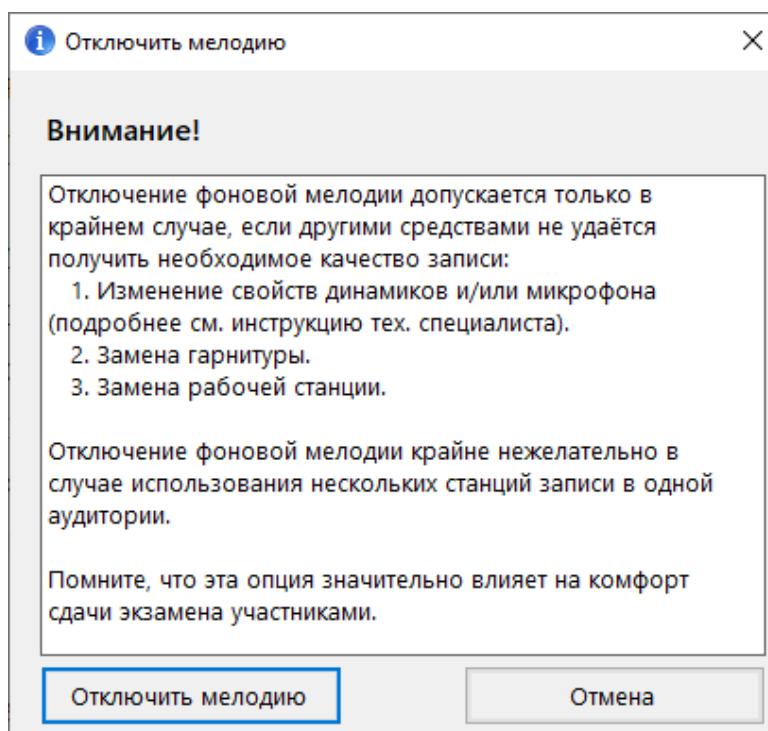 Отключить мелодию
Внимание!
Отключение фоновой мелодии допускается только в
крайнем случае, если другими средствами не удаётся
получить необходимое качество записи:
1. Изменение свойств динамиков и/или микрофона
(подробнее см. инструкцию тех. специалиста).
2. Замена гарнитуры.
3. Замена рабочей станции.
Отключение фоновой мелодии крайне нежелательно в
случае использования нескольких станций записи в одной
аудитории.
Помните, что эта опция значительно влияет на комфорт
сдачи экзамена участниками.
Отключить мелодию
Отмена